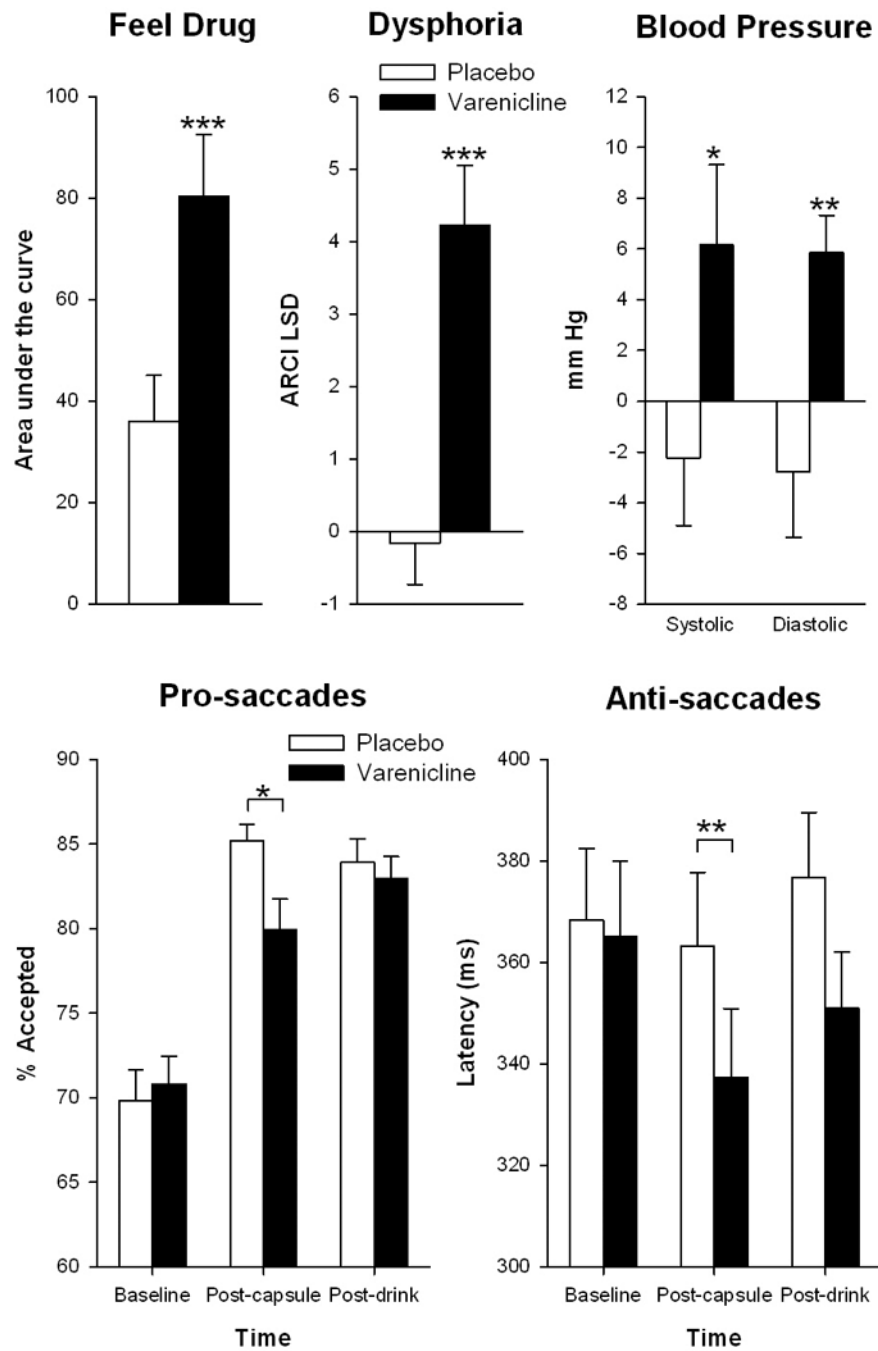 Feel Drug
Dysphoria
Blood Pressure
Placebo
Varenicline
Area under the curve
100
80
60
40
20
0
***
ARCI LSD
6
5
4
3
2
1
0
-1
***
mm Hg
12
10
8
6
4
2
0
-2
-4
-6
-8
*
**
Systolic
Diastolic
Pro-saccades
Anti-saccades
Placebo
Varenicline
% Accepted
90
85
80
75
70
65
60
*
Baseline
Post-capsule
Post-drink
Time
Latency (ms)
400
380
360
340
320
300
**
Baseline
Post-capsule
Post-drink
Time